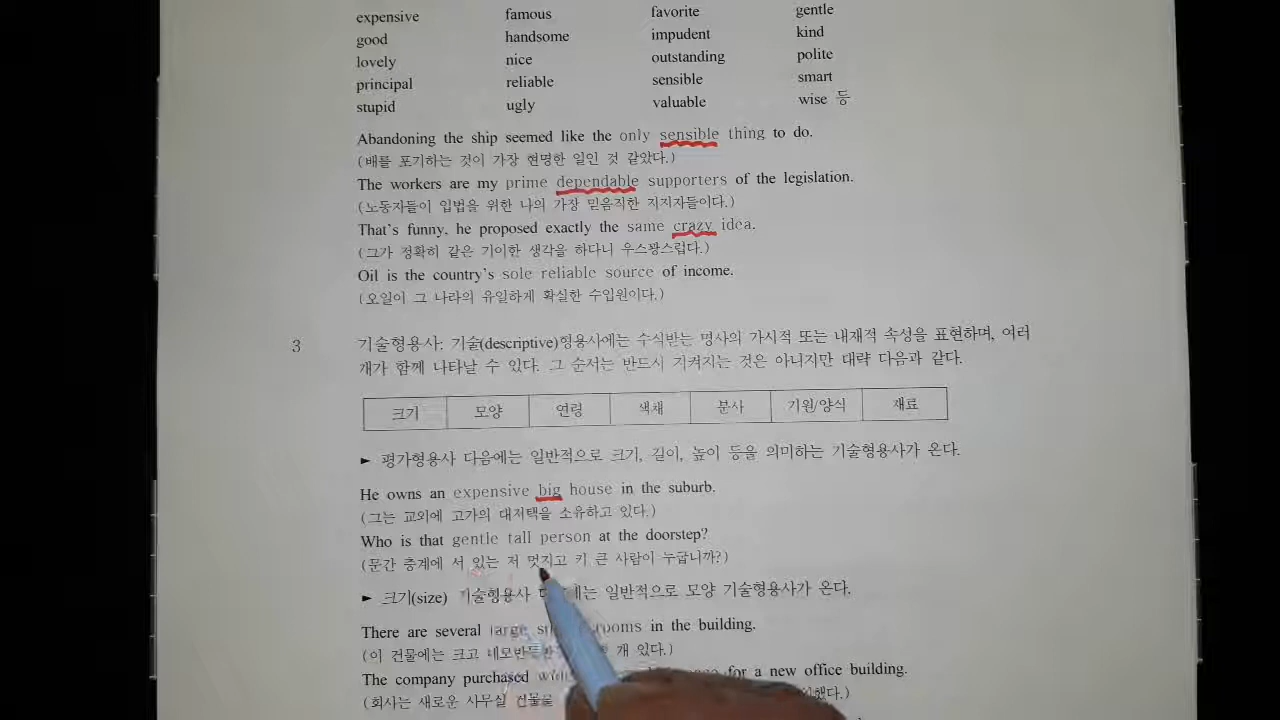 expensive famous favorite gentle
good handsome impudent kind
lovely nice outstanding polite
principal reliable sensible smart
stupid ugly valuable wise 등
Abandoning the ship seemed like the only sensible thing to do.
(배를 포기하는 것이 가장 현명한 일인 것 같았다.)
The workers are my prime dependable supporters of the legislation.
(노동자들이 입법을 위한 나의 가장 믿음직한 지지자들이다.)
That's funny, he proposed exactly the same crazy idea.
(그가 정확히 같은 기이한 생각을 하다니 우스꽝스럽다.)
Oil is the country's sole reliable source of income.
(오일이 그 나라의 유일하게 확실한 수입원이다.)
3 기술형용사: 기술(descriptive)형용사에는 수식받는 명사의 가시적 또는 내재적 속성을 표현하며, 여러
개가 함께 나타날 수 있다. 그 순서는 반드시 지켜지는 것은 아니지만 대략 다음과 같다.
크기 모양 연령 색채 분사 기원/양식 재료
► 평가형용사 다음에는 일반적으로 크기, 길이, 높이 등을 의미하는 기술형용사가 온다.
He owns an expensive big house in the suburb.
(그는 교외에 고가의 대저택을 소유하고 있다.)
Who is that gentle tall person at the doorstep?
(문간 층계에 서 있는 저 멋지고 키 큰 사람이 누굽니까?)
► 크기(size) 기술형용사 는 일반적으로 모양 기술형용사가 온다.
There are several large rooms in the building.
(이 건물에는 크고 개 있다.)
The company purchased for a new office building.
(회사는 새로운 사무실 건물을